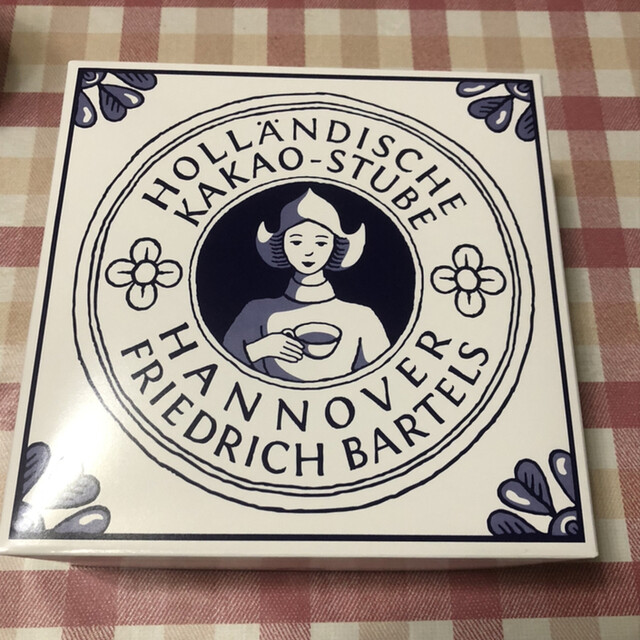 HOLLÄNDISCHE
KAKAO-STUBE
HANNOVER
FRIEDRICH BARTELS